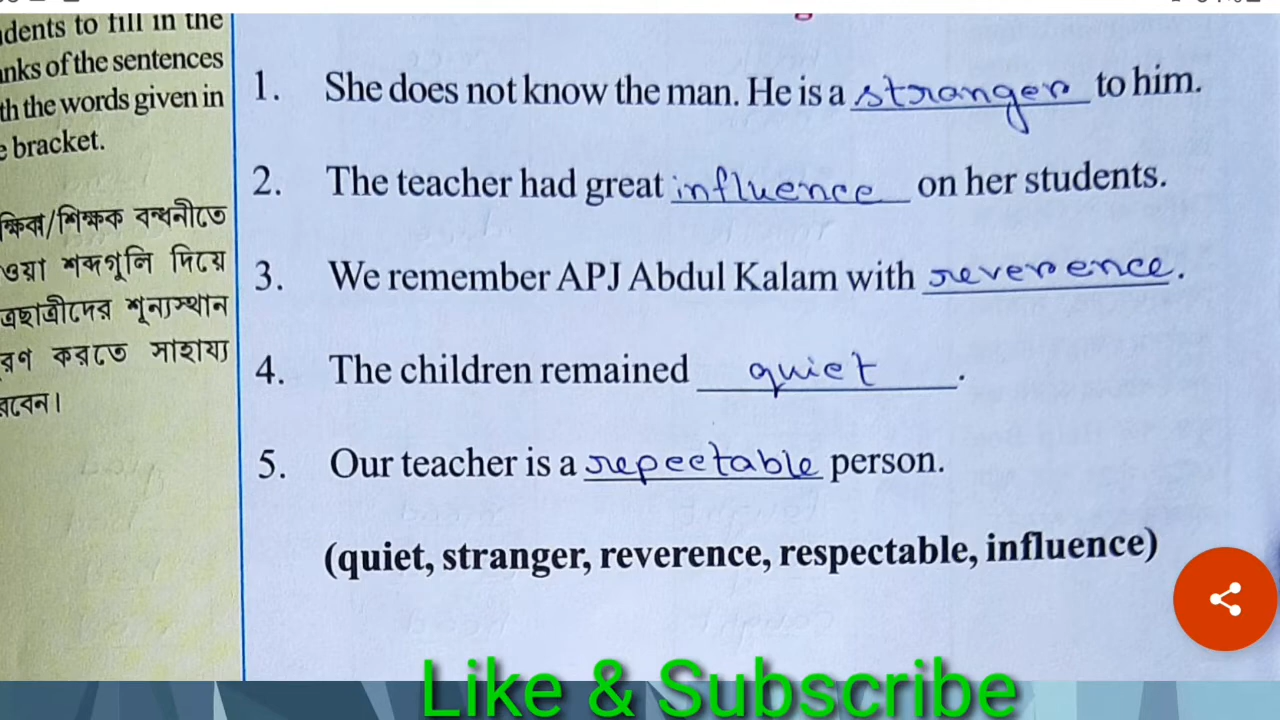 dents to fill in the
nks of the sentences
th the words given in
e bracket.
ক্ষিকা/শিক্ষক বন্ধনীতে
ওয়া শব্দগুলি দিয়ে
ত্রছাত্রীদের শূন্যস্থান
রণ করতে সাহায্য
রবেন।
1. She does not know the man. He is a stranger to him.
2. The teacher had great influence on her students.
3. We remember APJ Abdul Kalam with reverence.
4. The children remained quiet.
5. Our teacher is a repectable person.
(quiet, stranger, reverence, respectable, influence)
Like & Subscribe